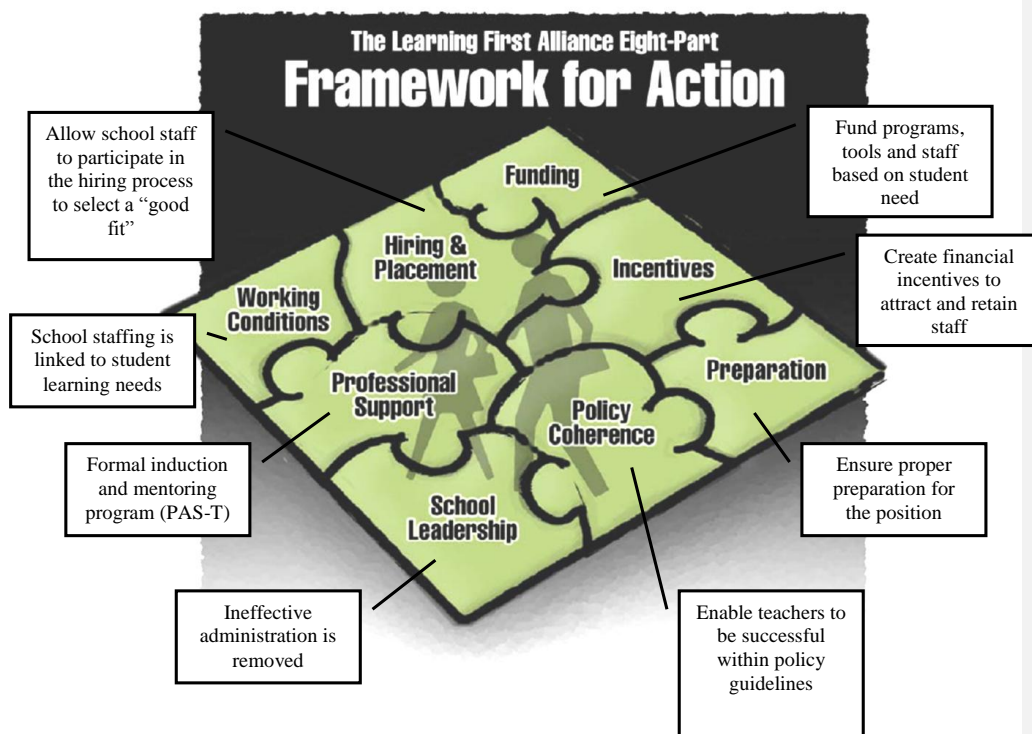 The Learning First Alliance Eight-Part
Framework for Action
Allow school staff
to participate in
the hiring process
to select a “good
fit”
Fund programs,
tools and staff
based on student
need
Funding
Hiring &
Placement
Incentives
Create financial
incentives to
attract and retain
staff
Working
Conditions
School staffing is
linked to student
learning needs
Professional
Support
Policy
Coherence
Preparation
Formal induction
and mentoring
program (PAS-T)
School
Leadership
Ensure proper
preparation for
the position
Ineffective
administration is
removed
Enable teachers to
be successful
within policy
guidelines